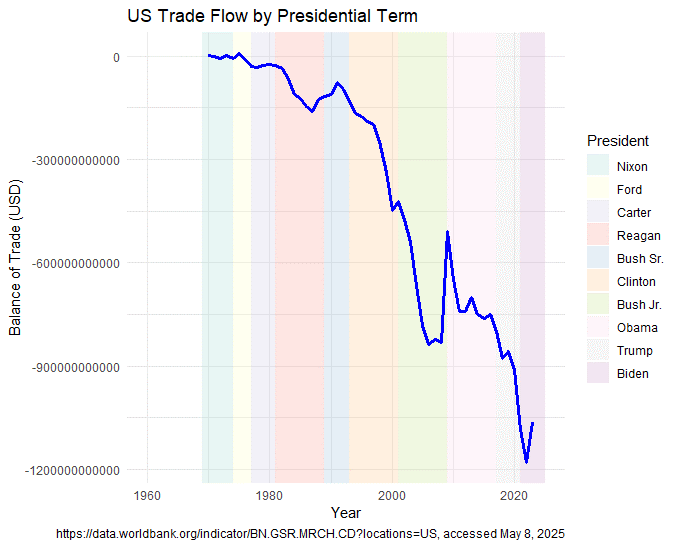 US Trade Flow by Presidential Term
0
-300000000000
-600000000000
-900000000000
-1200000000000
Balance of Trade (USD)
1960
1980
2000
2020
Year
President
Nixon
Ford
Carter
Reagan
Bush Sr.
Clinton
Bush Jr.
Obama
Trump
Biden
https://data.worldbank.org/indicator/BN.GSR.MRCH.CD?locations=US, accessed May 8, 2025